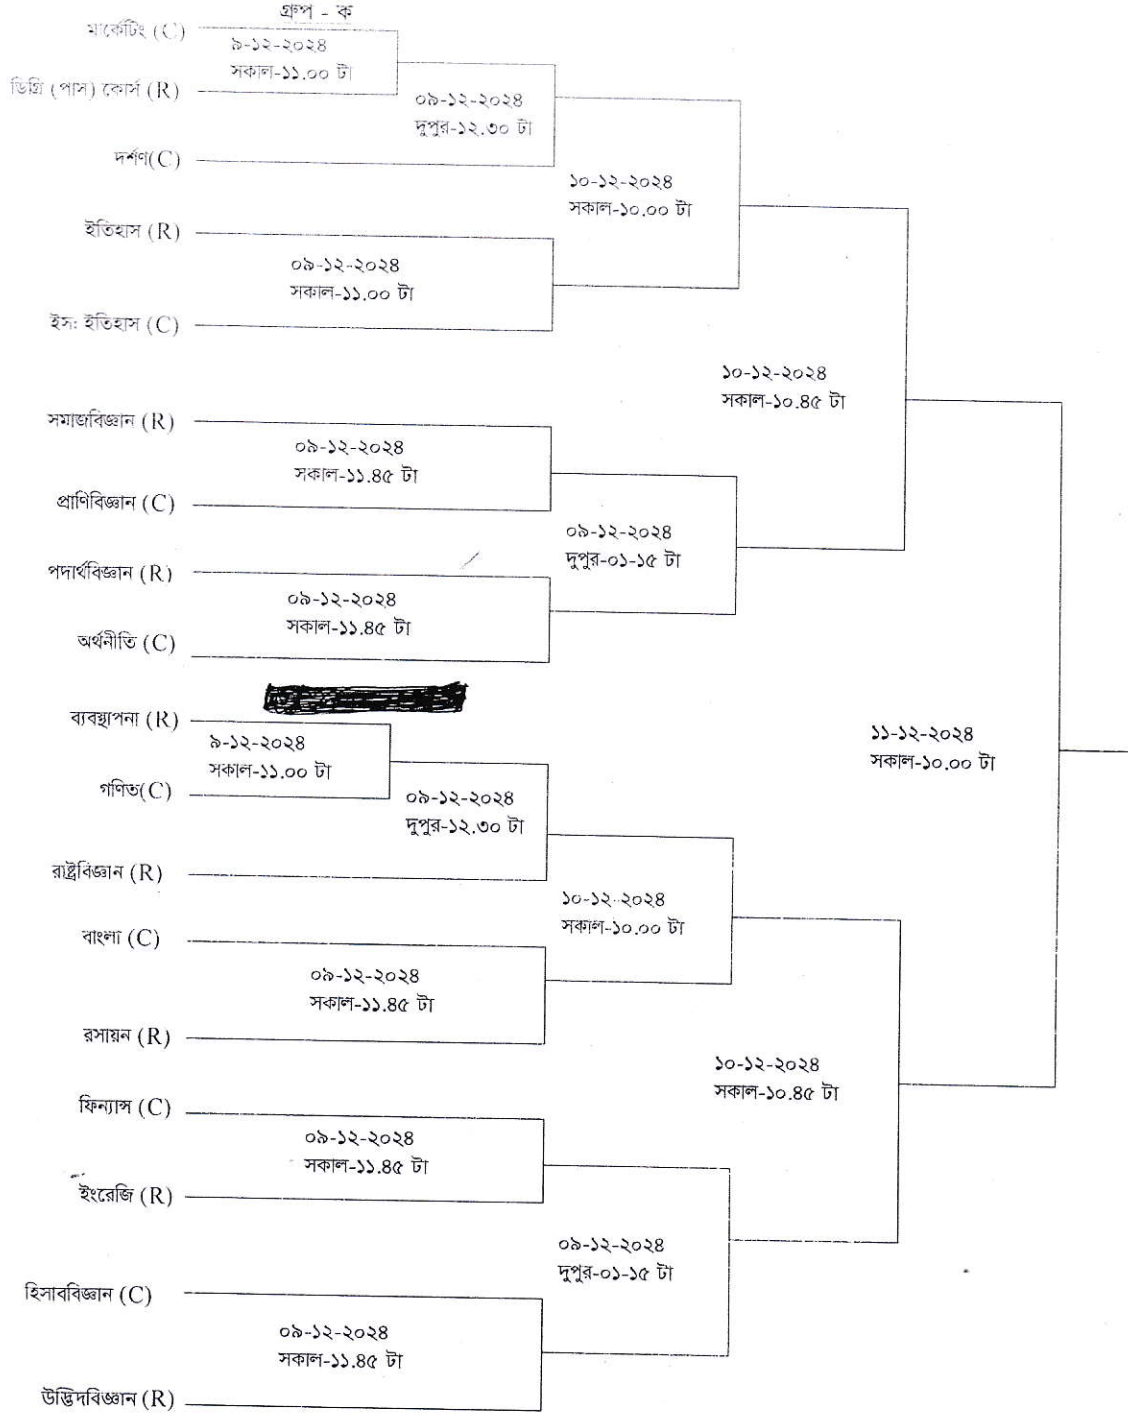 গ্রুপ - ক
মার্কেটিং (C)
৯-১২-২০২৪
সকাল-১১.০০ টা
ডিগ্রি (পাস) কোর্স (R)
০৯-১২-২০২৪
দুপুর-১২.৩০ টা
দর্শণ(C)
১০-১২-২০২৪
সকাল-১০.০০ টা
ইতিহাস (R)
০৯-১২-২০২৪
সকাল-১১.০০ টা
ইস: ইতিহাস (C)
১০-১২-২০২৪
সকাল-১০.৪৫ টা
সমাজবিজ্ঞান (R)
০৯-১২-২০২৪
সকাল-১১.৪৫ টা
প্রাণিবিজ্ঞান (C)
০৯-১২-২০২৪
দুপুর-০১-১৫ টা
পদার্থবিজ্ঞান (R)
০৯-১২-২০২৪
সকাল-১১.৪৫ টা
অর্থনীতি (C)
ব্যবস্থাপনা (R)
৯-১২-২০২৪
সকাল-১১.০০ টা
১১-১২-২০২৪
সকাল-১০.০০ টা
গণিত(C)
০৯-১২-২০২৪
দুপুর-১২.৩০ টা
রাষ্ট্রবিজ্ঞান (R)
১০-১২-২০২৪
সকাল-১০.০০ টা
বাংলা (C)
০৯-১২-২০২৪
সকাল-১১.৪৫ টা
রসায়ন (R)
১০-১২-২০২৪
সকাল-১০.৪৫ টা
ফিন্যান্স (C)
০৯-১২-২০২৪
সকাল-১১.৪৫ টা
ইংরেজি (R)
০৯-১২-২০২৪
দুপুর-০১-১৫ টা
হিসাববিজ্ঞান (C)
০৯-১২-২০২৪
সকাল-১১.৪৫ টা
উদ্ভিদবিজ্ঞান (R)